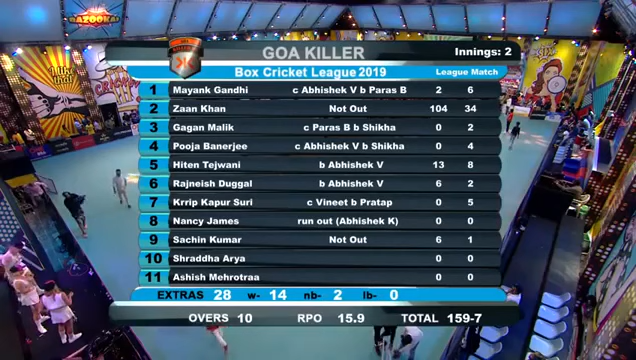 BAZOOKA!
GOA KILLER
Innings: 2
Box Cricket League 2019 League Match
1 Mayank Gandhi c Abhishek V b Paras B 2 6
2 Zaan Khan Not Out 104 34
3 Gagan Malik c Paras B b Shikha 0 2
4 Pooja Banerjee c Abhishek V b Shikha 0 4
5 Hiten Tejwani b Abhishek V 13 8
6 Rajneish Duggal b Abhishek V 6 2
7 Krrip Kapur Suri c Vineet b Pratap 0 5
8 Nancy James run out (Abhishek K) 0 0
9 Sachin Kumar Not Out 6 1
10 Shraddha Arya 0 0
11 Ashish Mehrotraa 0 0
EXTRAS 28 w- 14 nb- 2 lb- 0
OVERS 10 RPO 15.9 TOTAL 159-7